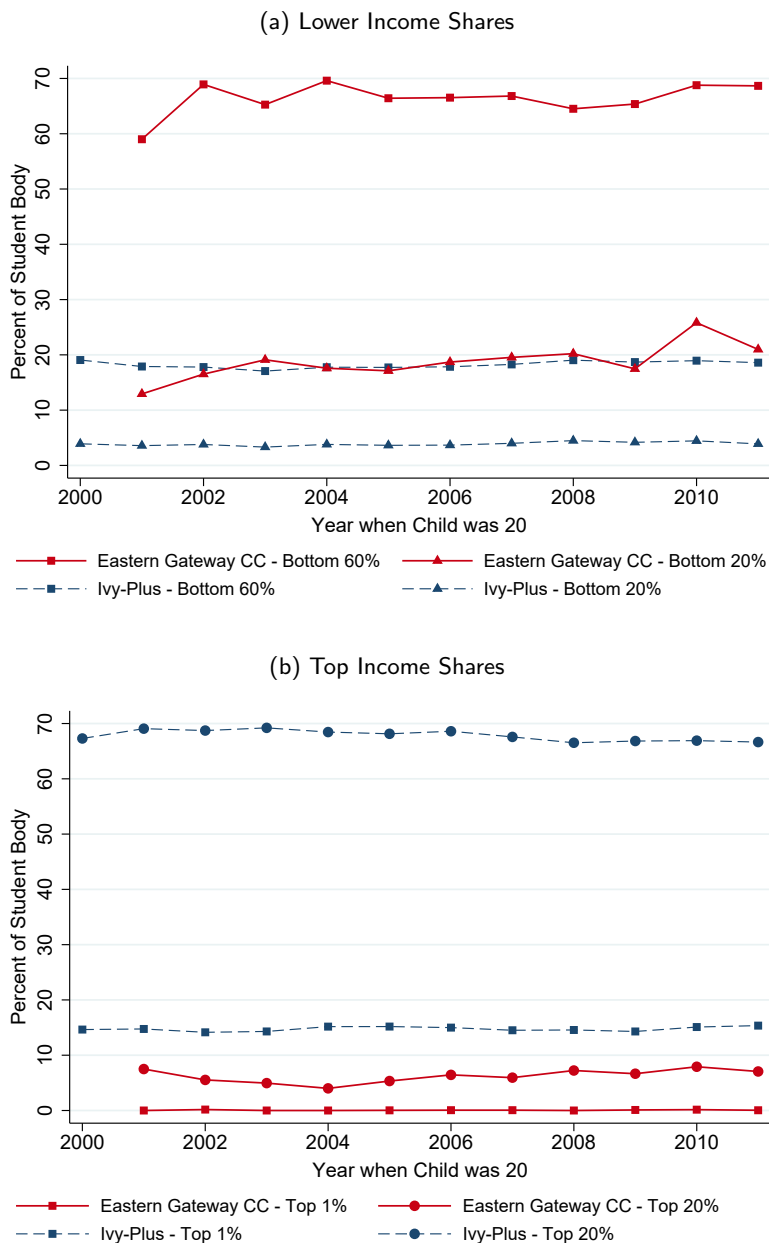 (a) Lower Income Shares
Percent of Student Body
70
60
50
40
30
20
10
0
2000 2002 2004 2006 2008 2010
Year when Child was 20
Eastern Gateway CC - Bottom 60% Eastern Gateway CC - Bottom 20%
Ivy-Plus - Bottom 60% Ivy-Plus - Bottom 20%
(b) Top Income Shares
Percent of Student Body
70
60
50
40
30
20
10
0
2000 2002 2004 2006 2008 2010
Year when Child was 20
Eastern Gateway CC - Top 1% Eastern Gateway CC - Top 20%
Ivy-Plus - Top 1% Ivy-Plus - Top 20%